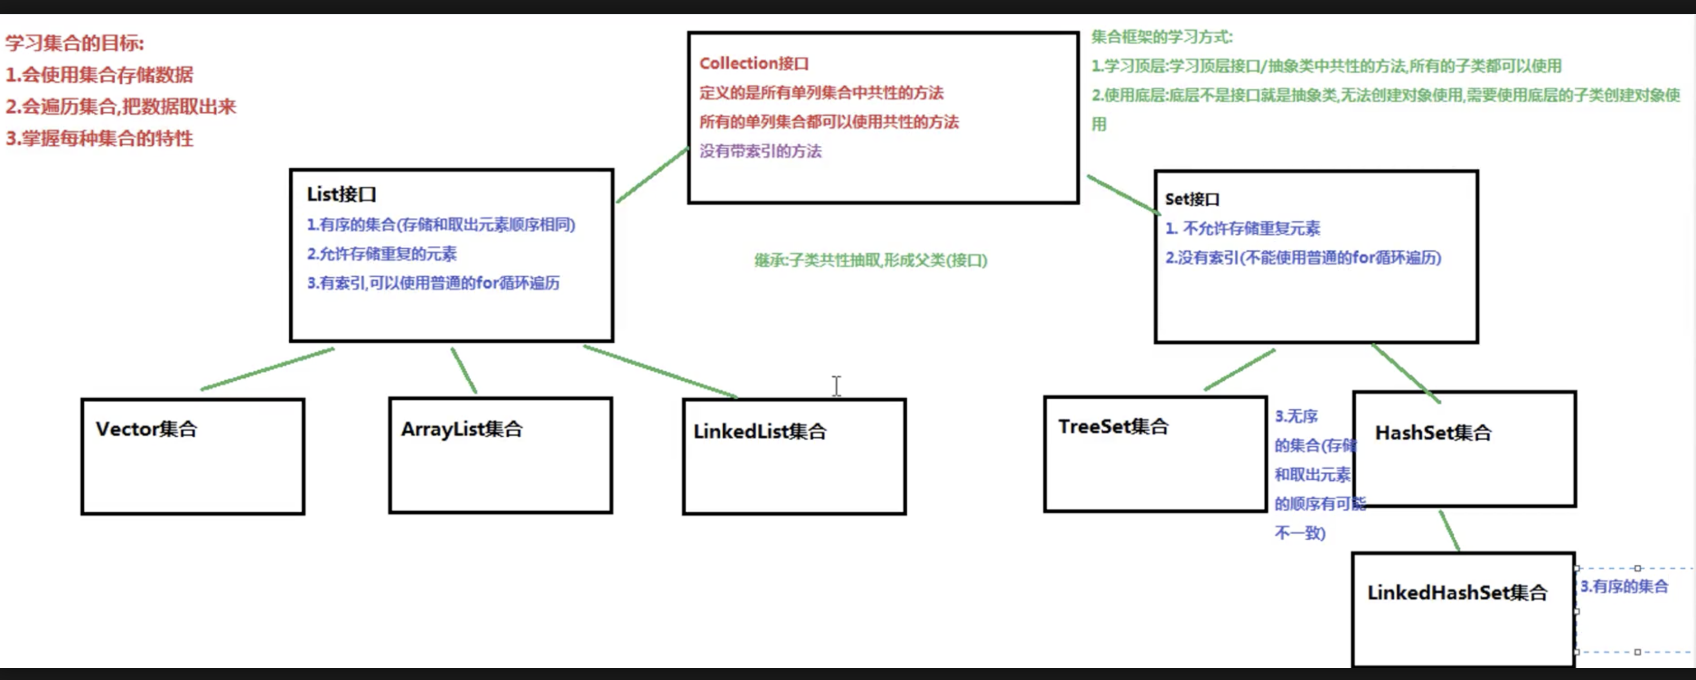 学习集合的目标:
1.会使用集合存储数据
2.会遍历集合,把数据取出来
3.掌握每种集合的特性
Collection接口
定义的是所有单列集合中共性的方法
所有的单列集合都可以使用共性的方法
没有带索引的方法
集合框架的学习方式:
1.学习顶层:学习顶层接口/抽象类中共性的方法,所有的子类都可以使用
2.使用底层:底层不是接口就是抽象类,无法创建对象使用,需要使用底层的子类创建对象使
用
List接口
1.有序的集合(存储和取出元素顺序相同)
2.允许存储重复的元素
3.有索引,可以使用普通的for循环遍历
继承:子类共性抽取,形成父类(接口)
Set接口
1. 不允许存储重复元素
2.没有索引(不能使用普通的for循环遍历)
Vector集合
ArrayList集合
LinkedList集合
TreeSet集合
3.无序
的集合(存储
和取出元素
的顺序有可能
不一致)
HashSet集合
LinkedHashSet集合
3.有序的集合